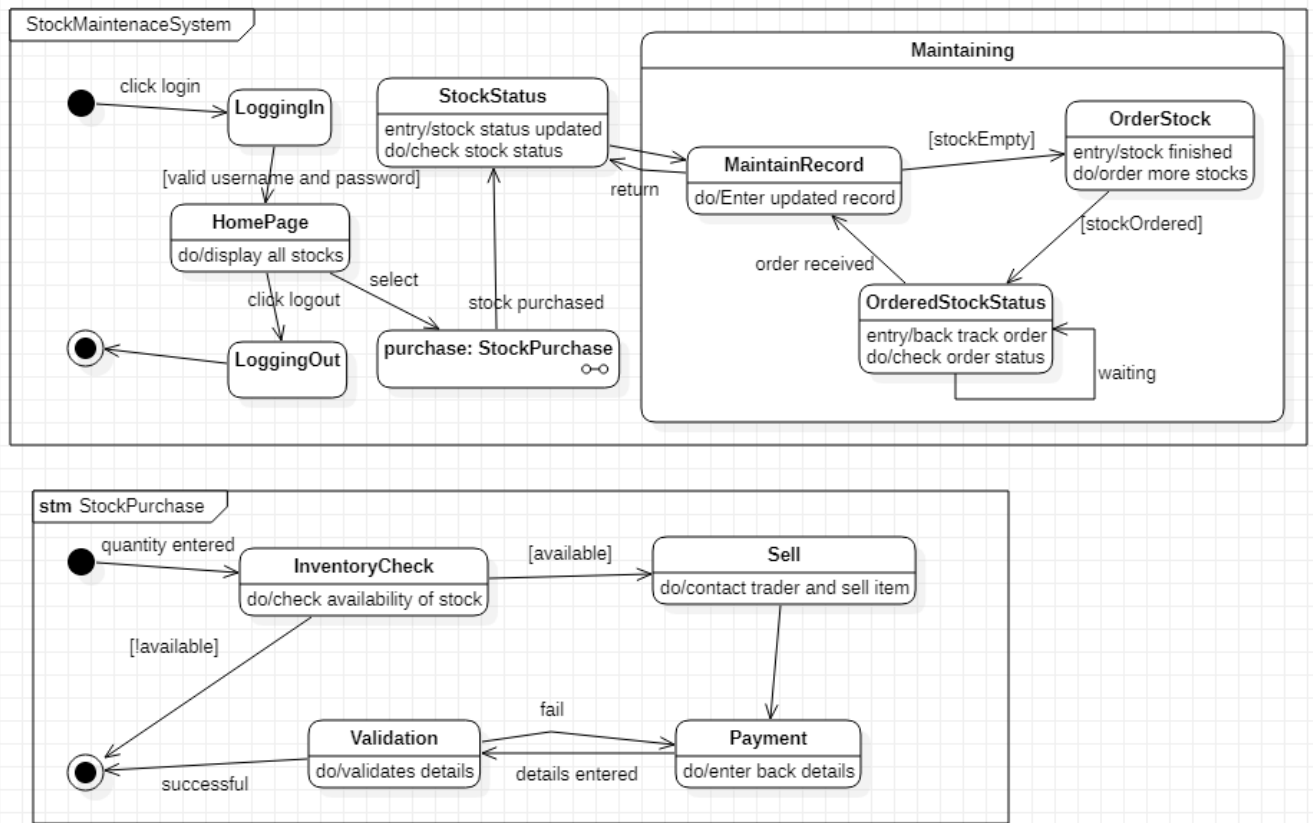 StockMaintenaceSystem
Maintaining
click login
LoggingIn
StockStatus
entry/stock status updated
do/check stock status
OrderStock
entry/stock finished
do/order more stocks
[stockEmpty]
MaintainRecord
do/Enter updated record
return
[valid username and password]
HomePage
do/display all stocks
[stockOrdered]
order received
select
click logout
stock purchased
OrderedStockStatus
entry/back track order
do/check order status
waiting
LoggingOut
purchase: StockPurchase
stm StockPurchase
quantity entered
InventoryCheck
do/check availability of stock
[available]
Sell
do/contact trader and sell item
[!available]
fail
Validation
do/validates details
Payment
do/enter back details
details entered
successful